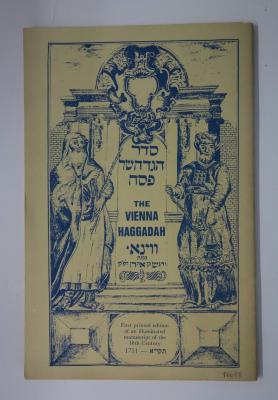 סדר
הגדה של
פסח
THE
VIENNA
HAGGADAH
ווינא
First printed edition
of an illuminated
manuscript of the
18th Century
1751 — תקי״א